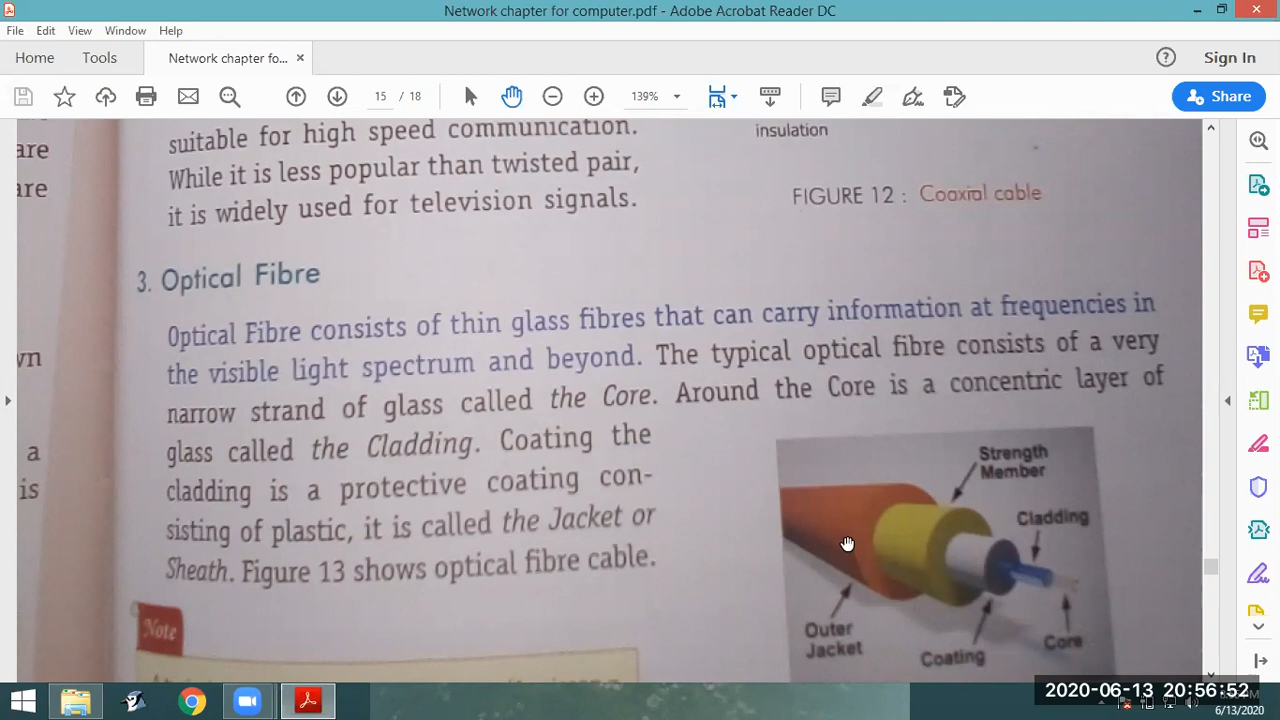 Network chapter for computer.pdf - Adobe Acrobat Reader DC
File Edit View Window Help
Home Tools Network chapter fo... × Sign In
15 / 18 139% Share
are
are
wn
a
is
suitable for high speed communication.
While it is less popular than twisted pair,
it is widely used for television signals.
insulation
FIGURE 12 : Coaxial cable
3. Optical Fibre
Optical Fibre consists of thin glass fibres that can carry information at frequencies in
the visible light spectrum and beyond. The typical optical fibre consists of a very
narrow strand of glass called the Core. Around the Core is a concentric layer of
glass called the Cladding. Coating the
cladding is a protective coating con-
sisting of plastic, it is called the Jacket or
Sheath. Figure 13 shows optical fibre cable.
Strength
Member
Cladding
Outer
Jacket
Coating
Core
Note
2020-06-13 20:56:52
6/13/2020